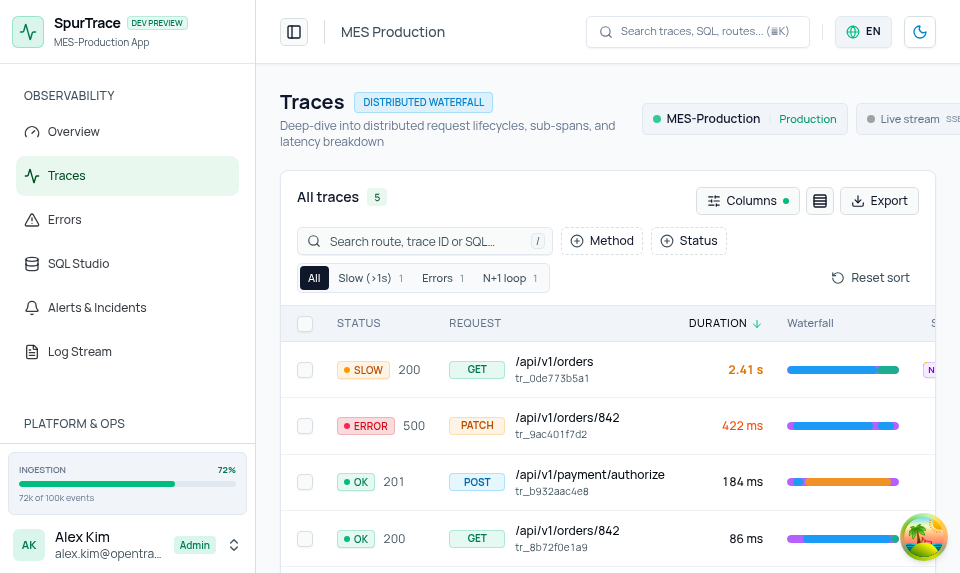 SpurTrace DEV PREVIEW
MES-Production App
OBSERVABILITY
Overview
Traces
Errors
SQL Studio
Alerts & Incidents
Log Stream
PLATFORM & OPS
INGESTION 72%
72k of 100k events
AK Alex Kim
alex.kim@opentra... Admin
MES Production
Search traces, SQL, routes... (⌘K)
EN
Traces DISTRIBUTED WATERFALL
Deep-dive into distributed request lifecycles, sub-spans, and
latency breakdown
MES-Production Production
Live stream SSE
All traces 5
Columns
Export
Search route, trace ID or SQL... /
Method
Status
All Slow (>1s) 1 Errors 1 N+1 loop 1
Reset sort
STATUS REQUEST DURATION ↓ Waterfall S
SLOW 200 GET /api/v1/orders 2.41 s N
tr_0de773b5a1
ERROR 500 PATCH /api/v1/orders/842 422 ms
tr_9ac401f7d2
OK 201 POST /api/v1/payment/authorize 184 ms
tr_b932aac4e8
OK 200 GET /api/v1/orders/842 86 ms
tr_8b72f0e1a9